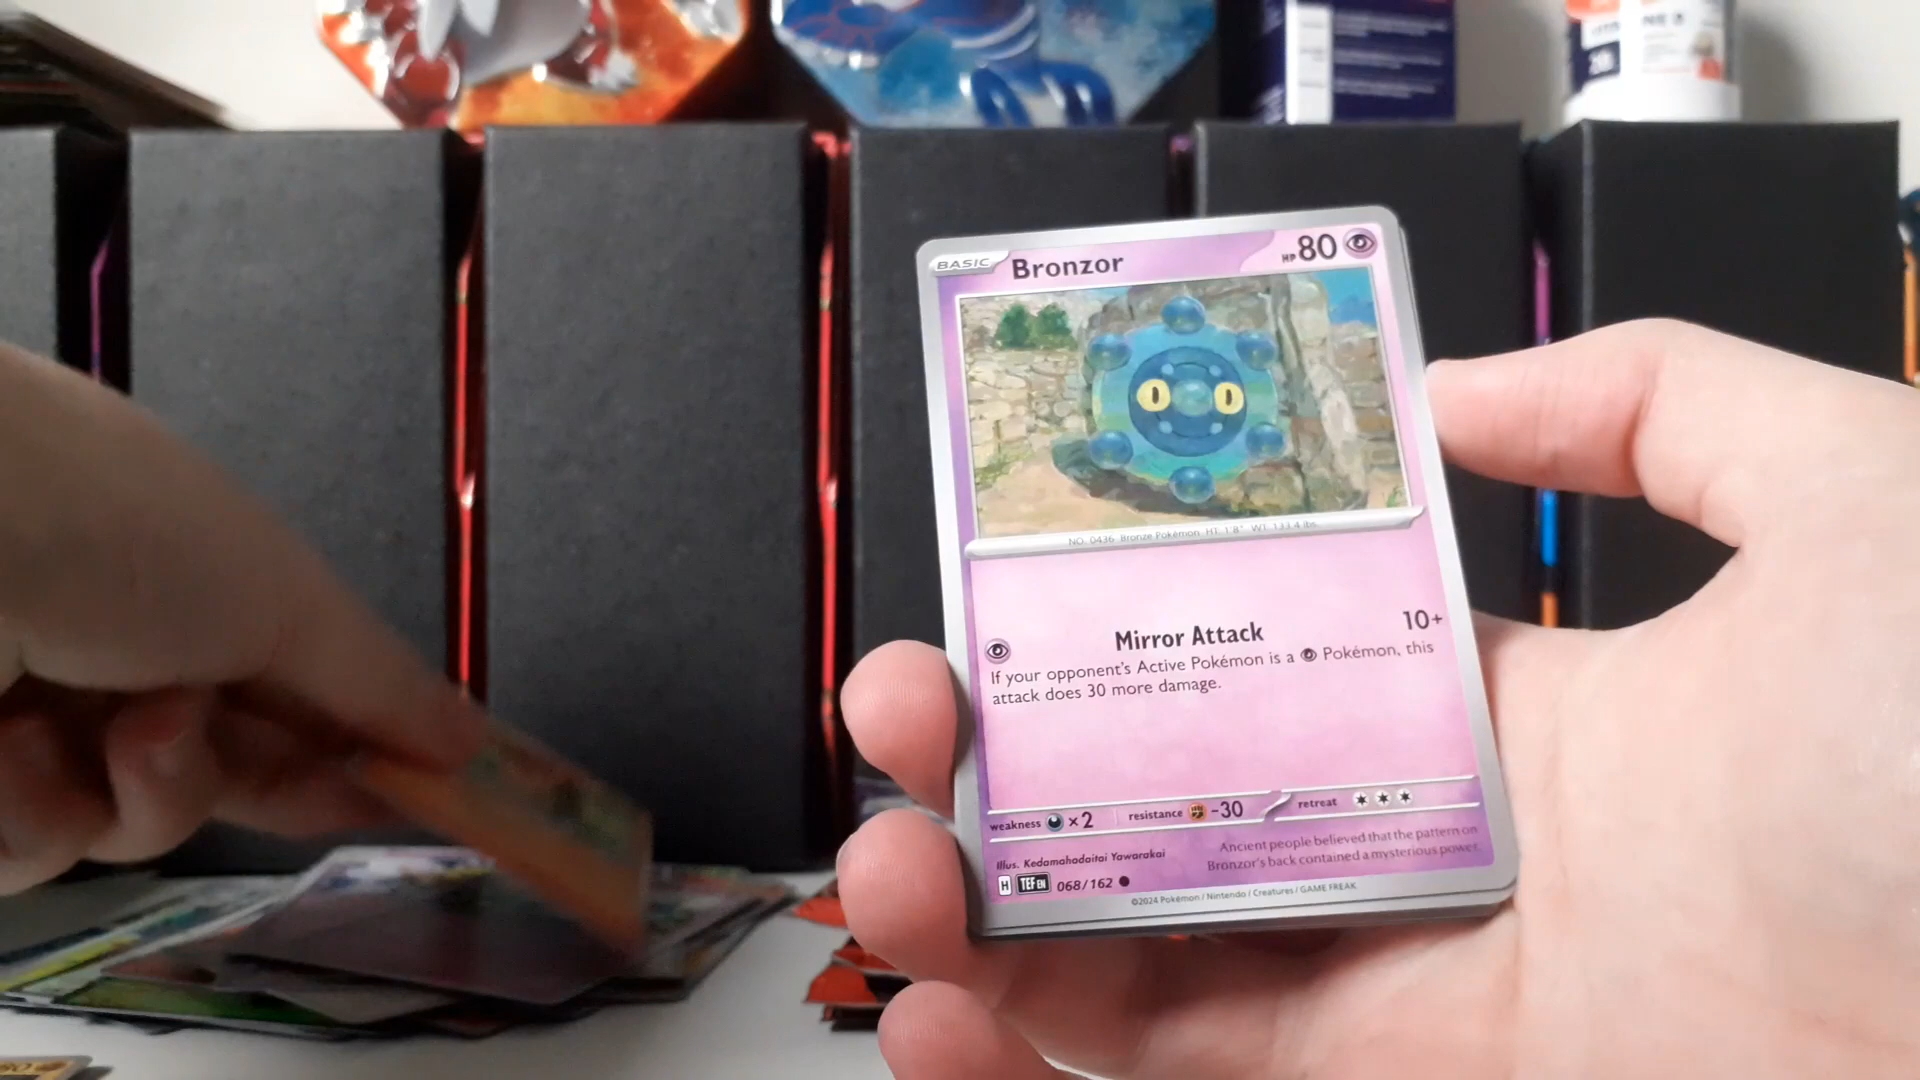 BASIC Bronzor HP 80
NO. 0436 Bronze Pokémon HT: 1'8" WT: 133.4 lbs.
Mirror Attack 10+
If your opponent's Active Pokémon is a Pokémon, this
attack does 30 more damage.
weakness ×2 resistance -30 retreat
Illus. Kedamahadaitai Yawarakai
Ancient people believed that the pattern on
Bronzor's back contained a mysterious power.
H TEF EN 068/162
©2024 Pokémon / Nintendo / Creatures / GAME FREAK